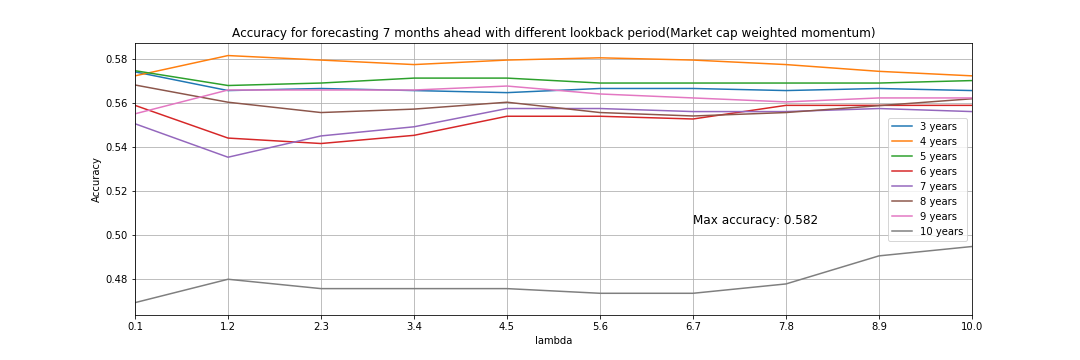 Accuracy for forecasting 7 months ahead with different lookback period(Market cap weighted momentum)
Accuracy
0.58
0.56
0.54
0.52
0.50
0.48
3 years
4 years
5 years
6 years
7 years
8 years
9 years
10 years
Max accuracy: 0.582
0.1 1.2 2.3 3.4 4.5 5.6 6.7 7.8 8.9 10.0
lambda